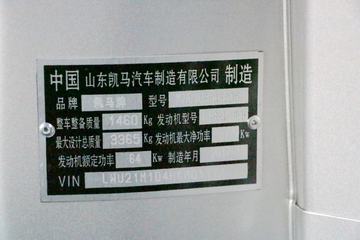 中国 山东凯马汽车制造有限公司 制造
品牌 凯马牌 型号
整车整备质量 1460 Kg 发动机型号
最大设计总质量 3365 Kg 发动机最大净功率 Kw
发动机额定功率 64 Kw 制造年月
VIN LWU21M104